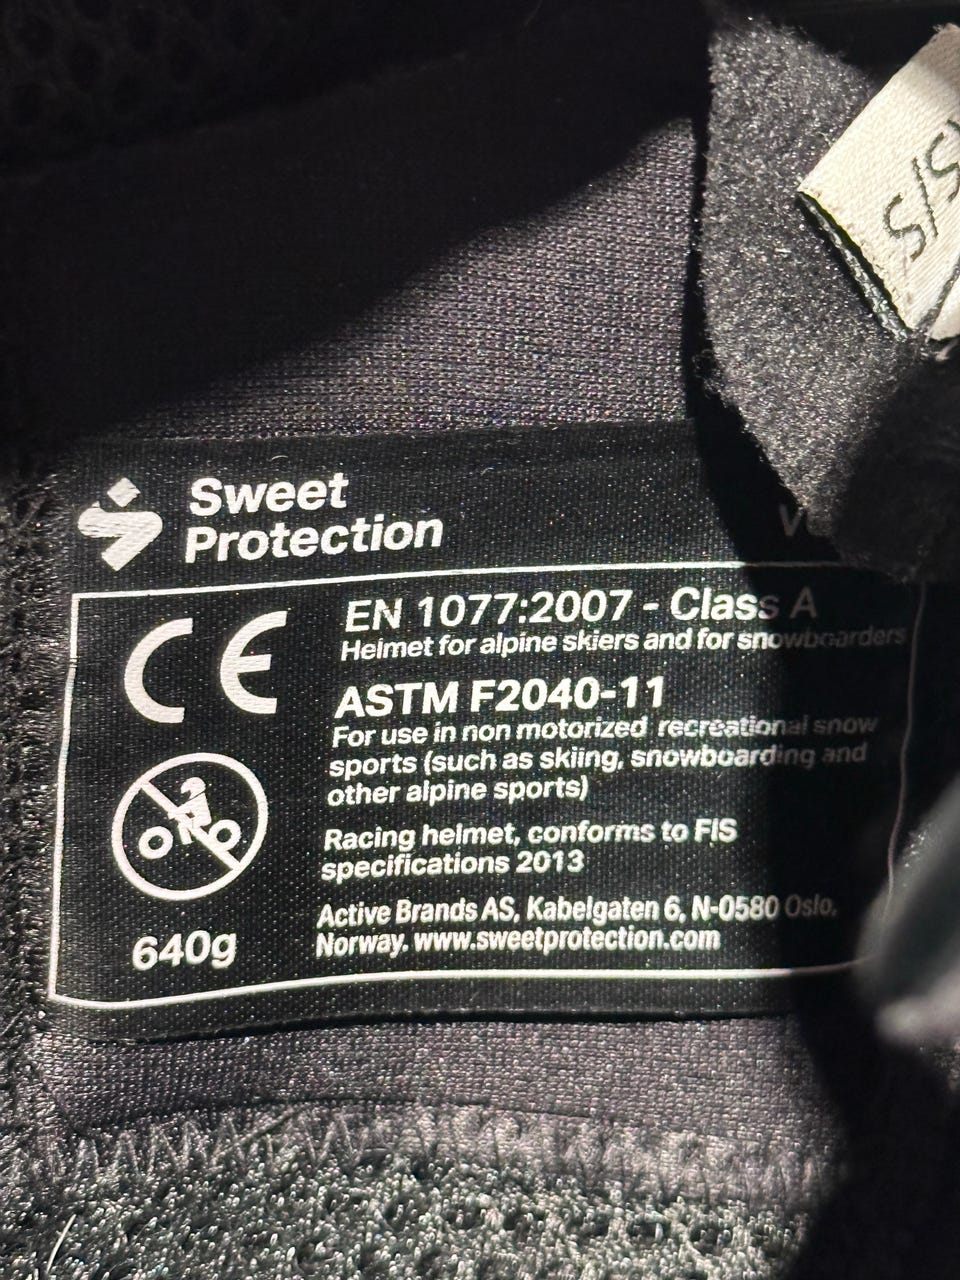 S/S
Sweet
Protection
CE
EN 1077:2007 - Class A
Helmet for alpine skiers and for snowboarders
ASTM F2040-11
For use in non motorized recreational snow
sports (such as skiing, snowboarding and
other alpine sports)
Racing helmet, conforms to FIS
specifications 2013
640g
Active Brands AS, Kabelgaten 6, N-0580 Oslo,
Norway. www.sweetprotection.com